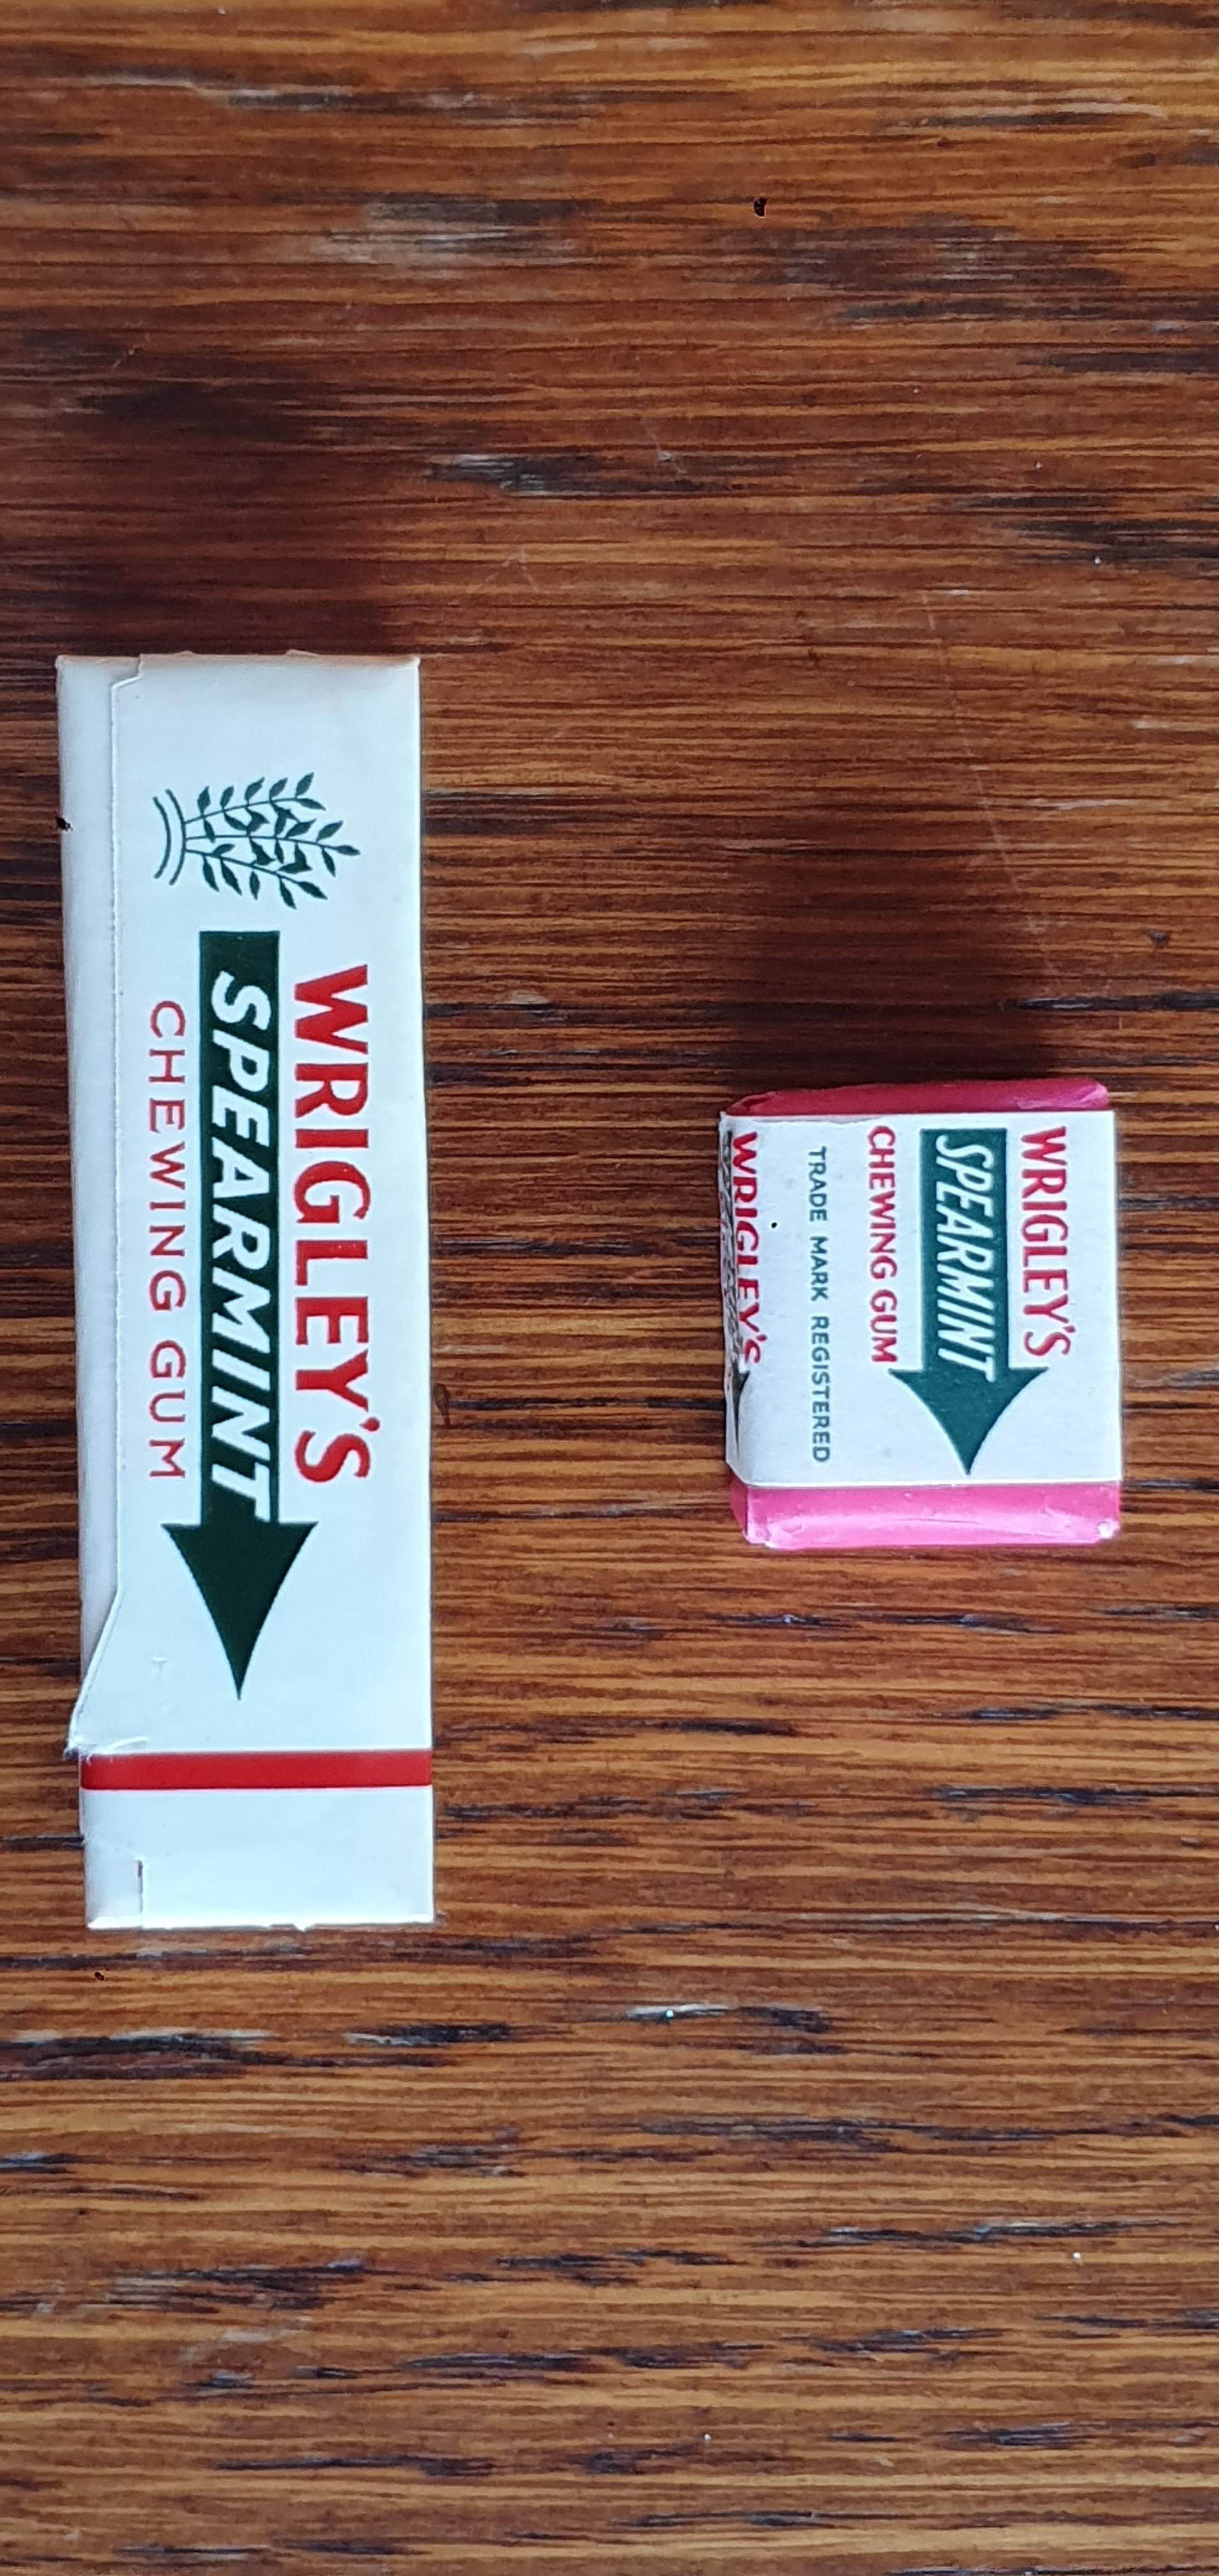 WRIGLEY'S
SPEARMINT
CHEWING GUM
WRIGLEY'S
SPEARMINT
CHEWING GUM
TRADE MARK REGISTERED
WRIGLEY'S